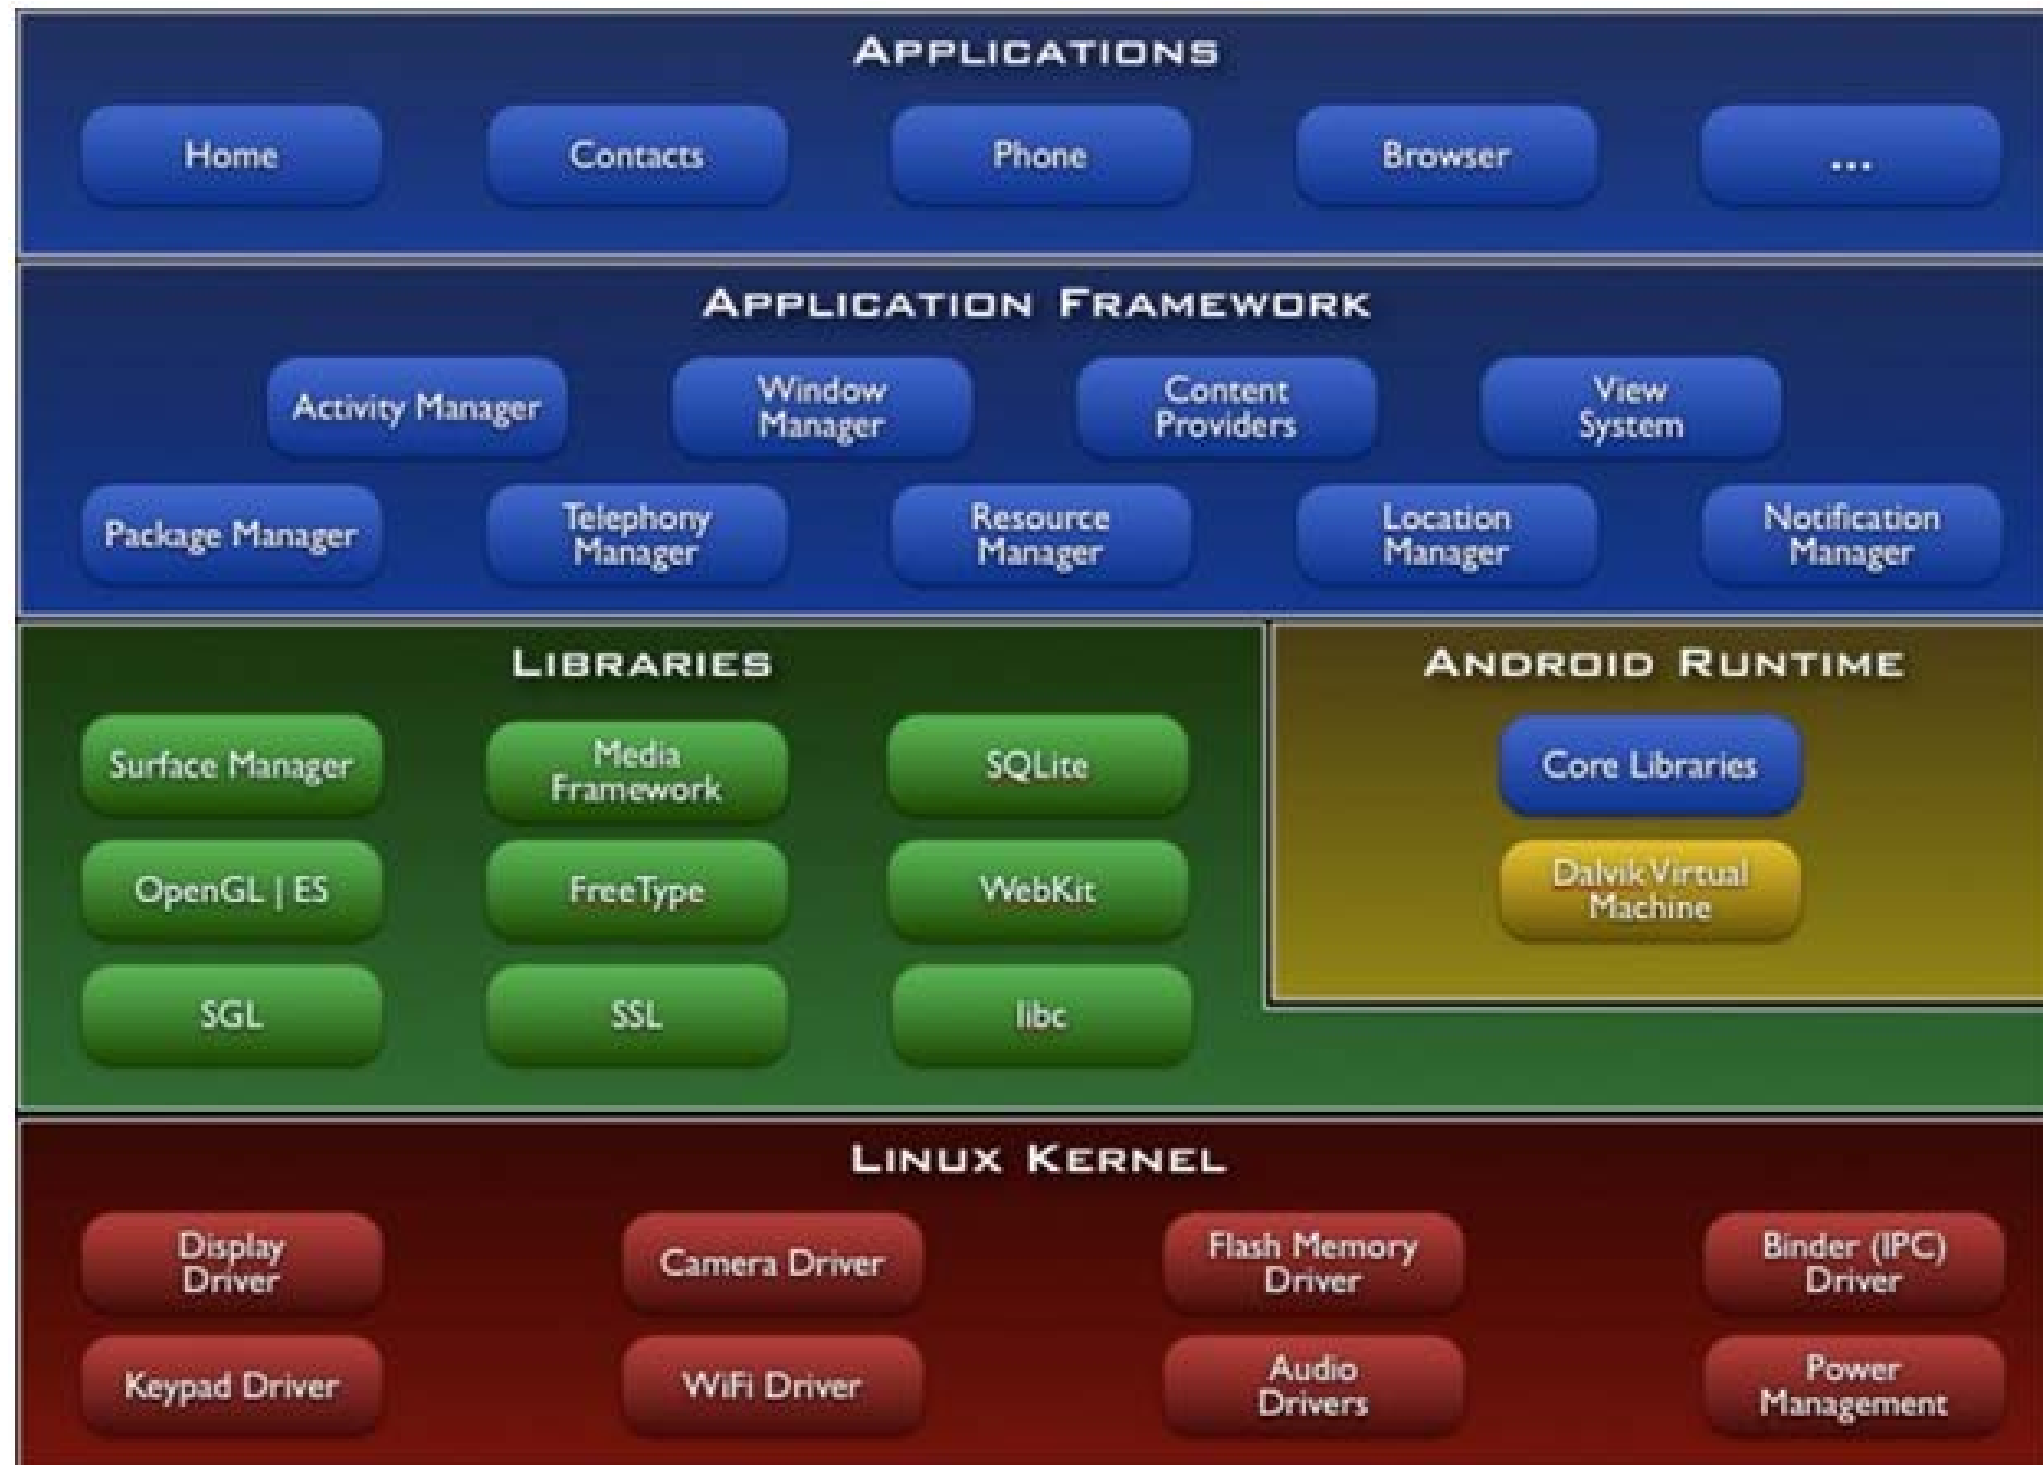 APPLICATIONS
Home
Contacts
Phone
Browser
...
APPLICATION FRAMEWORK
Activity Manager
Window
Manager
Content
Providers
View
System
Package Manager
Telephony
Manager
Resource
Manager
Location
Manager
Notification
Manager
LIBRARIES
Surface Manager
Media
Framework
SQLite
OpenGL | ES
FreeType
WebKit
SGL
SSL
libc
ANDROID RUNTIME
Core Libraries
Dalvik Virtual
Machine
LINUX KERNEL
Display
Driver
Camera Driver
Flash Memory
Driver
Binder (IPC)
Driver
Keypad Driver
WiFi Driver
Audio
Drivers
Power
Management